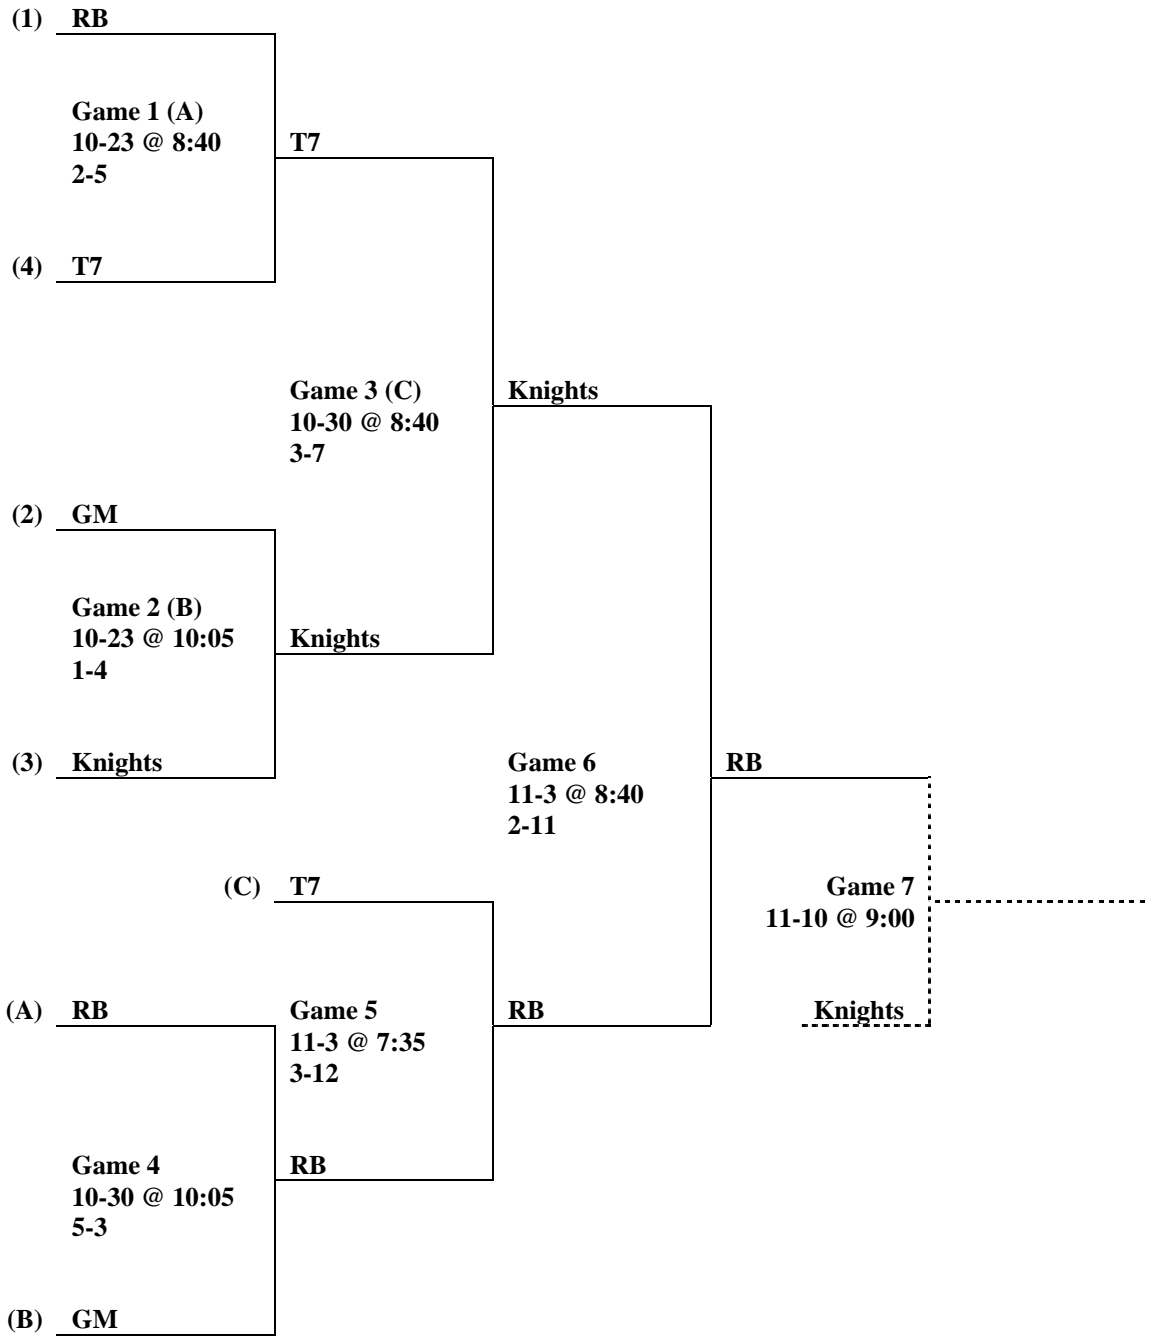 (1) RB
Game 1 (A)
10-23 @ 8:40
2-5
T7
(4) T7
Game 3 (C)
10-30 @ 8:40
3-7
Knights
(2) GM
Game 2 (B)
10-23 @ 10:05
1-4
Knights
(3) Knights
Game 6
11-3 @ 8:40
2-11
RB
(C) T7
Game 7
11-10 @ 9:00
(A) RB
Game 5
11-3 @ 7:35
3-12
RB
Knights
Game 4
10-30 @ 10:05
5-3
RB
(B) GM